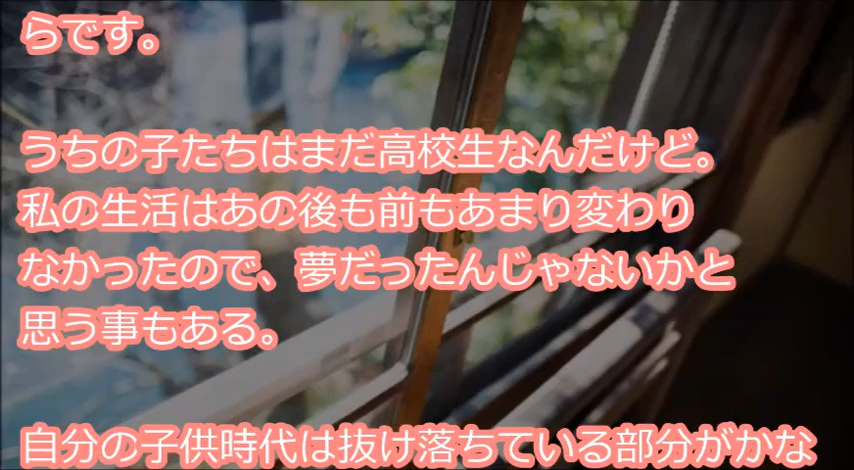 らです。
うちの子たちはまだ高校生なんだけど。
私の生活はあの後も前もあまり変わり
なかったので、夢だったんじゃないかと
思う事もある。
自分の子供時代は抜け落ちている部分がかな